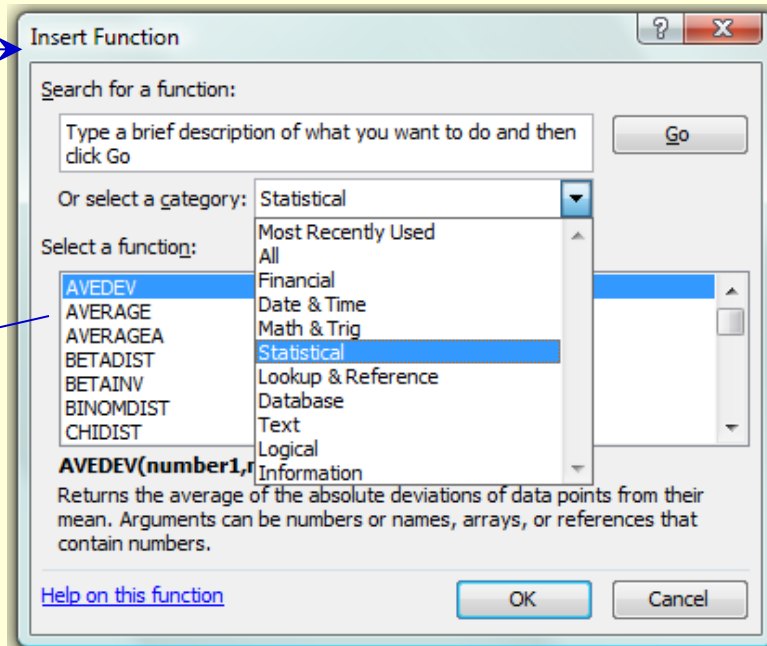 Insert Function
?
X
Search for a function:
Type a brief description of what you want to do and then
click Go
Go
Or select a category: Statistical
Most Recently Used
All
Financial
Date & Time
Math & Trig
Statistical
Lookup & Reference
Database
Text
Logical
Information
Select a function:
AVEDEV
AVERAGE
AVERAGEA
BETADIST
BETAINV
BINOMDIST
CHIDIST
AVEDEV(number1,
Returns the average of the absolute deviations of data points from their
mean. Arguments can be numbers or names, arrays, or references that
contain numbers.
Help on this function
OK
Cancel